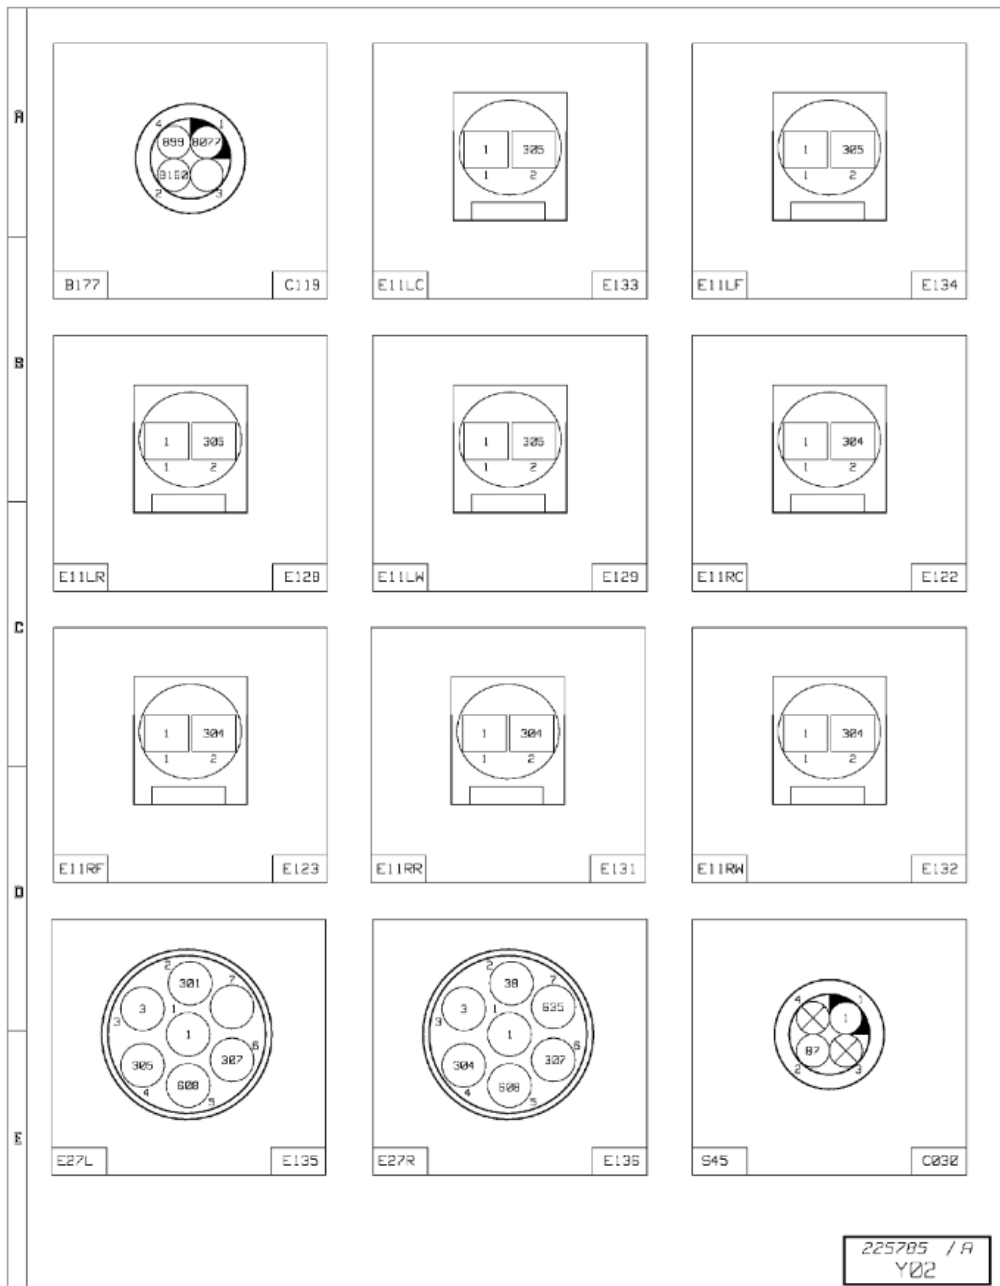 A
4 1
899 8077
8160
2 3
B177 C119
1 305
1 2
E11LC E133
1 305
1 2
E11LF E134
B
1 305
1 2
E11LR E128
1 305
1 2
E11LW E129
1 304
1 2
E11RC E122
C
1 304
1 2
E11RF E123
1 304
1 2
E11RR E131
1 304
1 2
E11RW E132
D
2
301 7
3 1
3
1
6
305 307
608
4 5
E27L E135
2
38 7
3 1 635
3
1
6
304 307
608
4 5
E27R E136
4 1
1
87
2 3
S45 C030
E
225785 / A
Y02